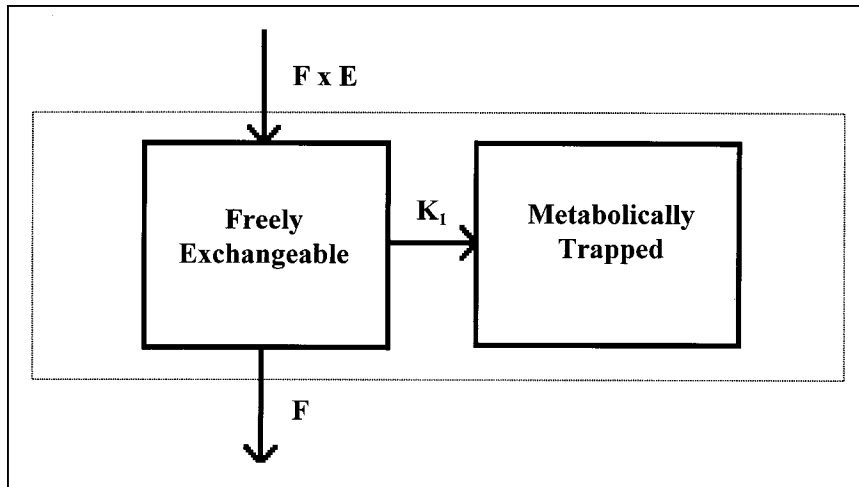 F x E
Freely
Exchangeable
K₁
Metabolically
Trapped
F